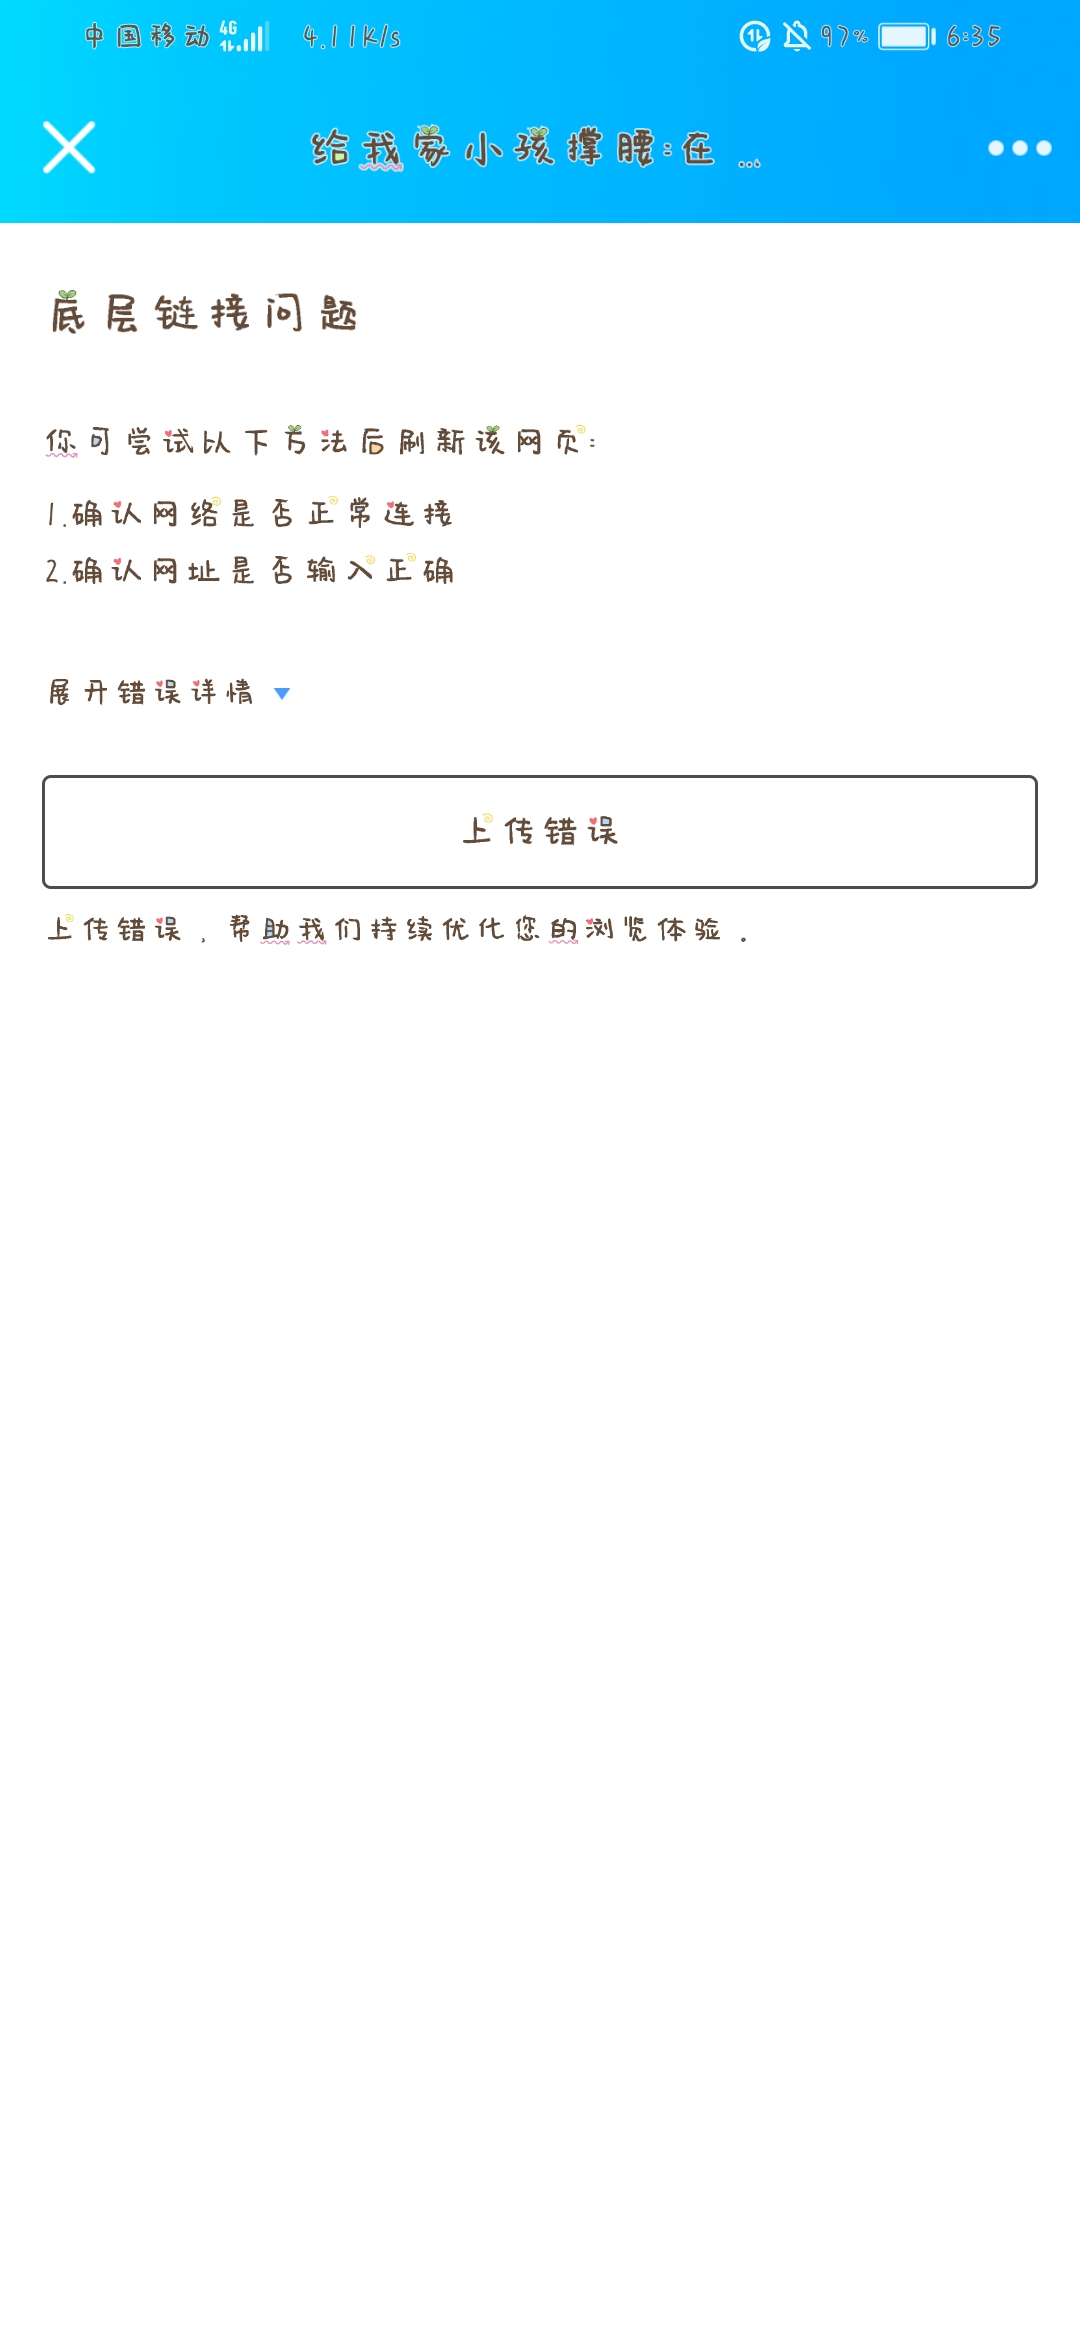 中国移动 4G 4.11K/s 97% 6:35
给我家小孩撑腰:在 ...
底层链接问题
你可尝试以下方法后刷新该网页:
1.确认网络是否正常连接
2.确认网址是否输入正确
展开错误详情
上传错误
上传错误，帮助我们持续优化您的浏览体验。